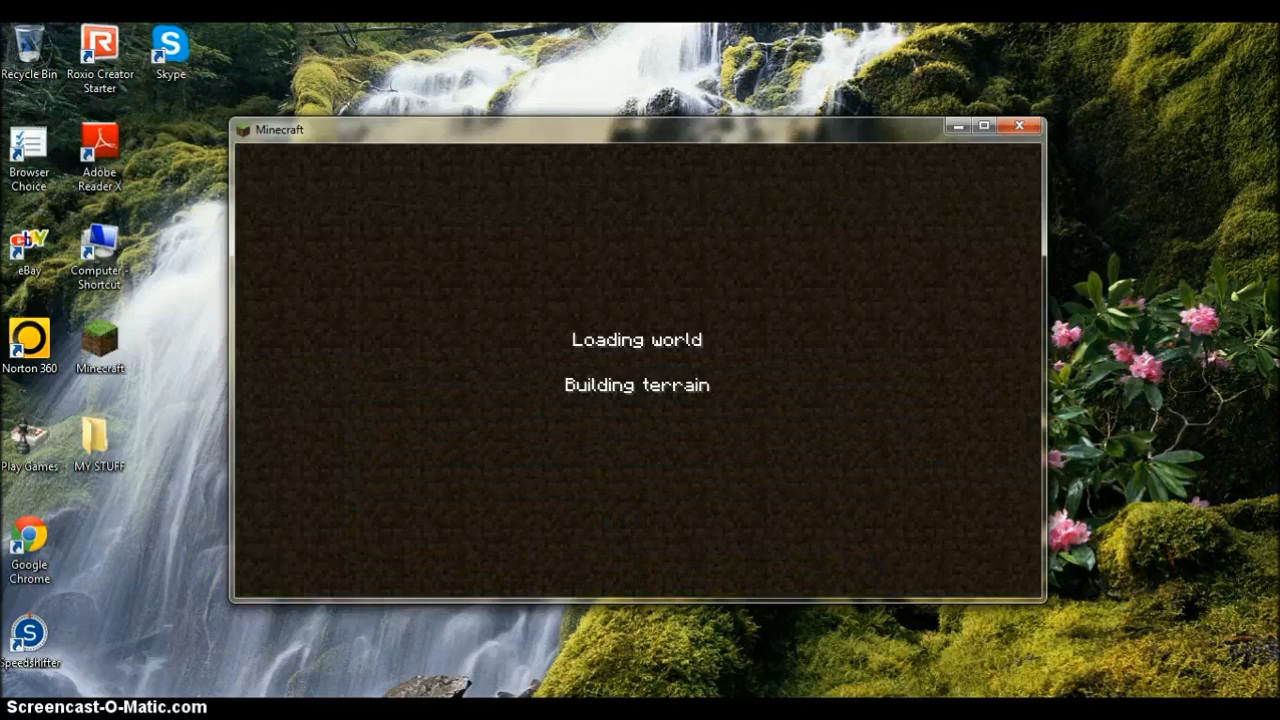 Recycle Bin
Roxio Creator
Starter
Skype
Browser
Choice
Adobe
Reader X
eBay
Computer -
Shortcut
Norton 360
Minecraft
Play Games
MY STUFF
Google
Chrome
Speedshifter
Minecraft
Loading world
Building terrain
Screencast-O-Matic.com